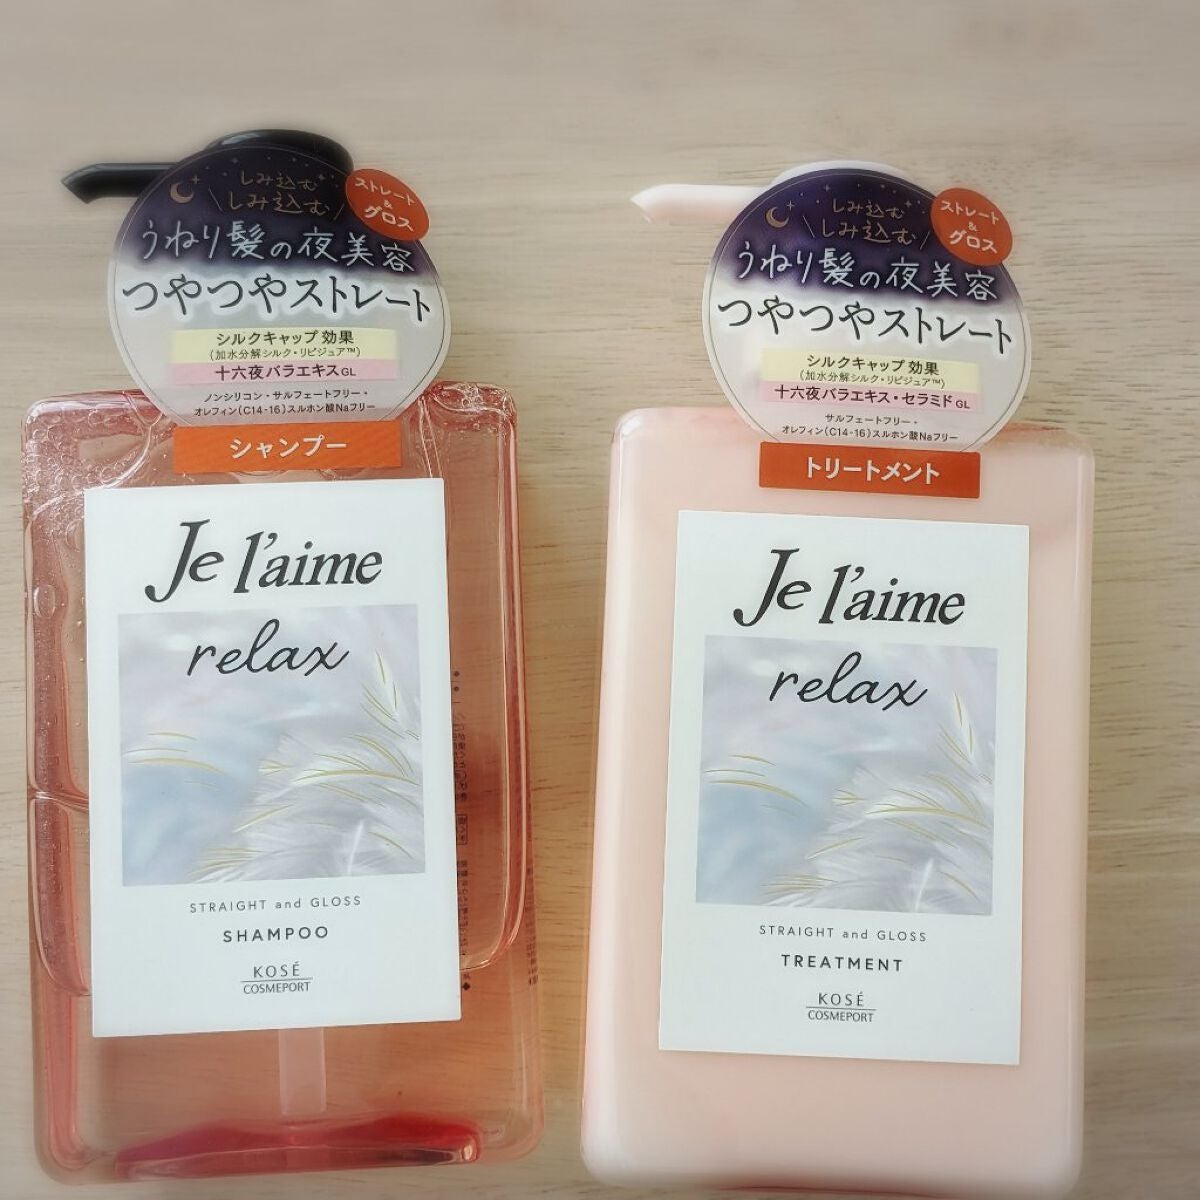 しみ込む
\しみ込む/
うねり髪の夜美容
つやつやストレート
ストレート
&
グロス
シルクキャップ効果
(加水分解シルク・リピジュア™)
十六夜バラエキスGL
ノンシリコン・サルフェートフリー・
オレフィン(C14-16)スルホン酸Naフリー
シャンプー
Je l'aime
relax
STRAIGHT and GLOSS
SHAMPOO
KOSÉ
COSMEPORT
しみ込む
\しみ込む/
うねり髪の夜美容
つやつやストレート
ストレート
&
グロス
シルクキャップ効果
(加水分解シルク・リピジュア™)
十六夜バラエキス・セラミドGL
サルフェートフリー・
オレフィン(C14-16)スルホン酸Naフリー
トリートメント
Je l'aime
relax
STRAIGHT and GLOSS
TREATMENT
KOSÉ
COSMEPORT